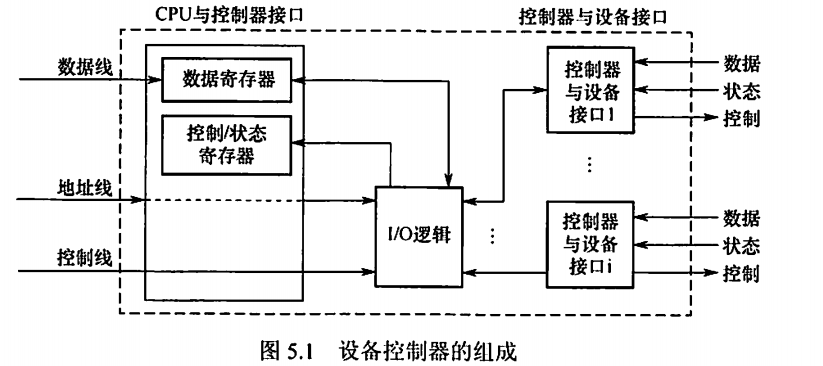 CPU与控制器接口
控制器与设备接口
数据线
数据寄存器
控制/状态
寄存器
地址线
控制线
I/O逻辑
控制器
与设备
接口1
数据
状态
控制
⋮
⋮
控制器
与设备
接口i
数据
状态
控制
图 5.1 设备控制器的组成